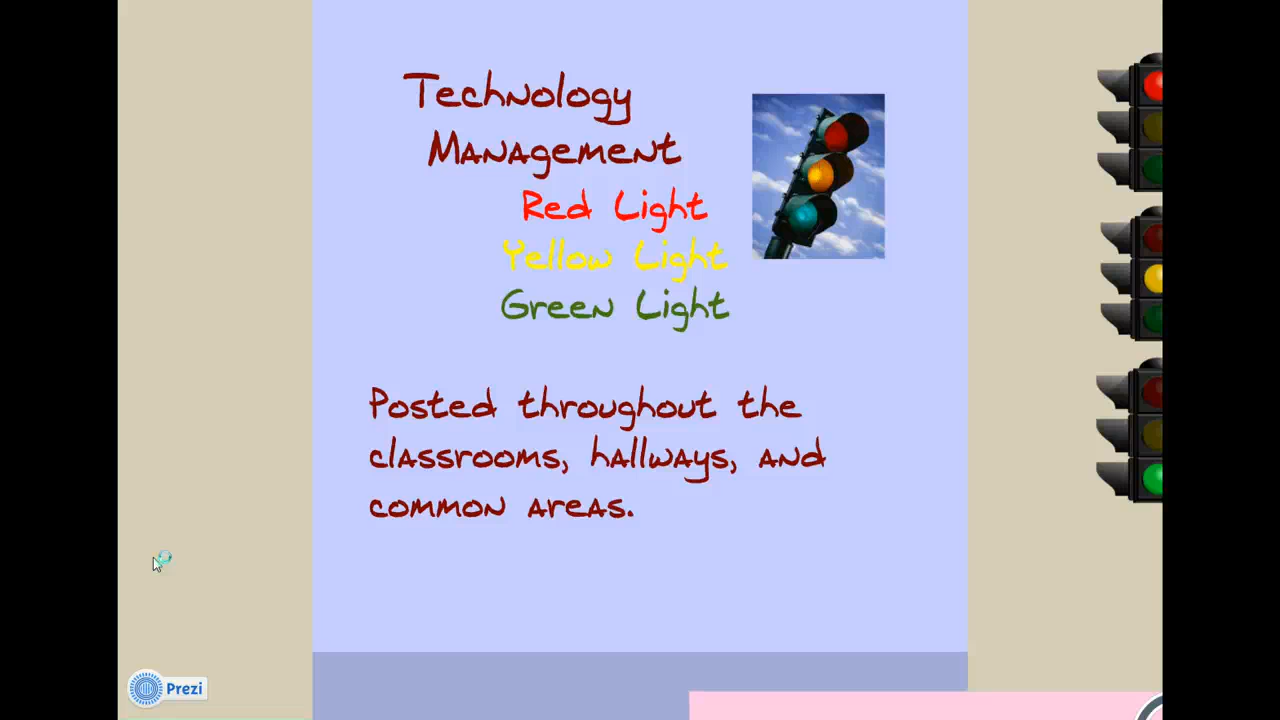 Technology
Management
Red Light
Yellow Light
Green Light
Posted throughout the
classrooms, hallways, and
common areas.
Prezi